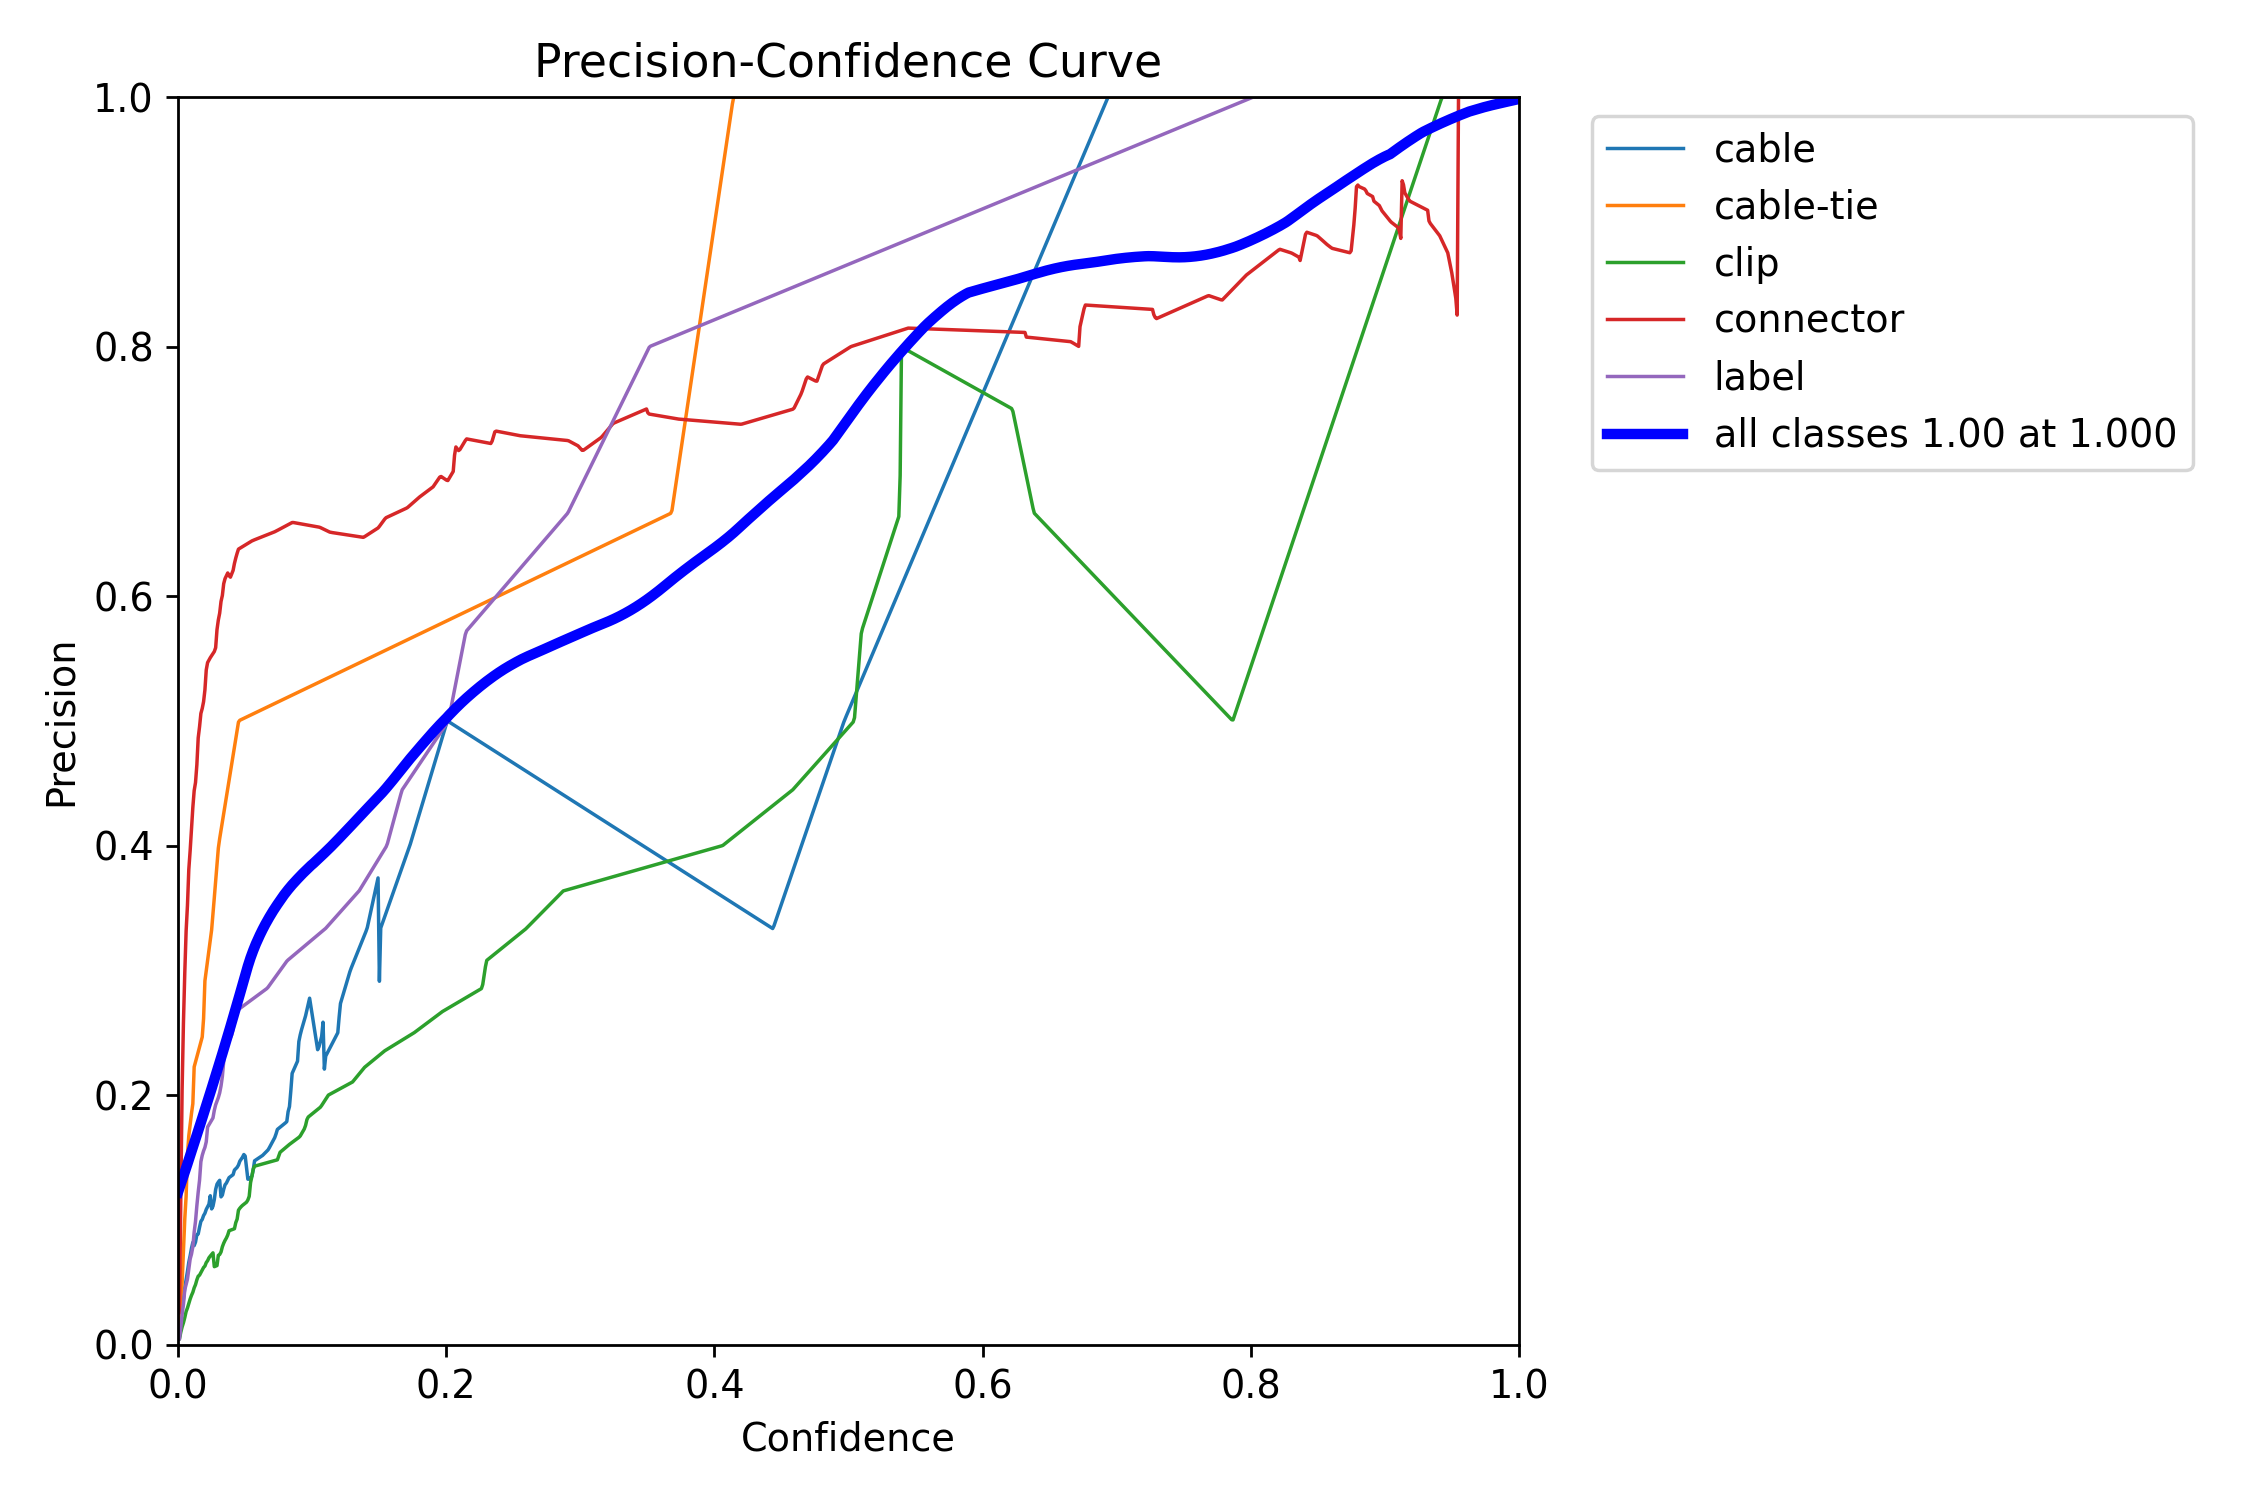 Precision-Confidence Curve
1.0
0.8
0.6
0.4
0.2
0.0
Precision
0.0 0.2 0.4 0.6 0.8 1.0
Confidence
cable
cable-tie
clip
connector
label
all classes 1.00 at 1.000